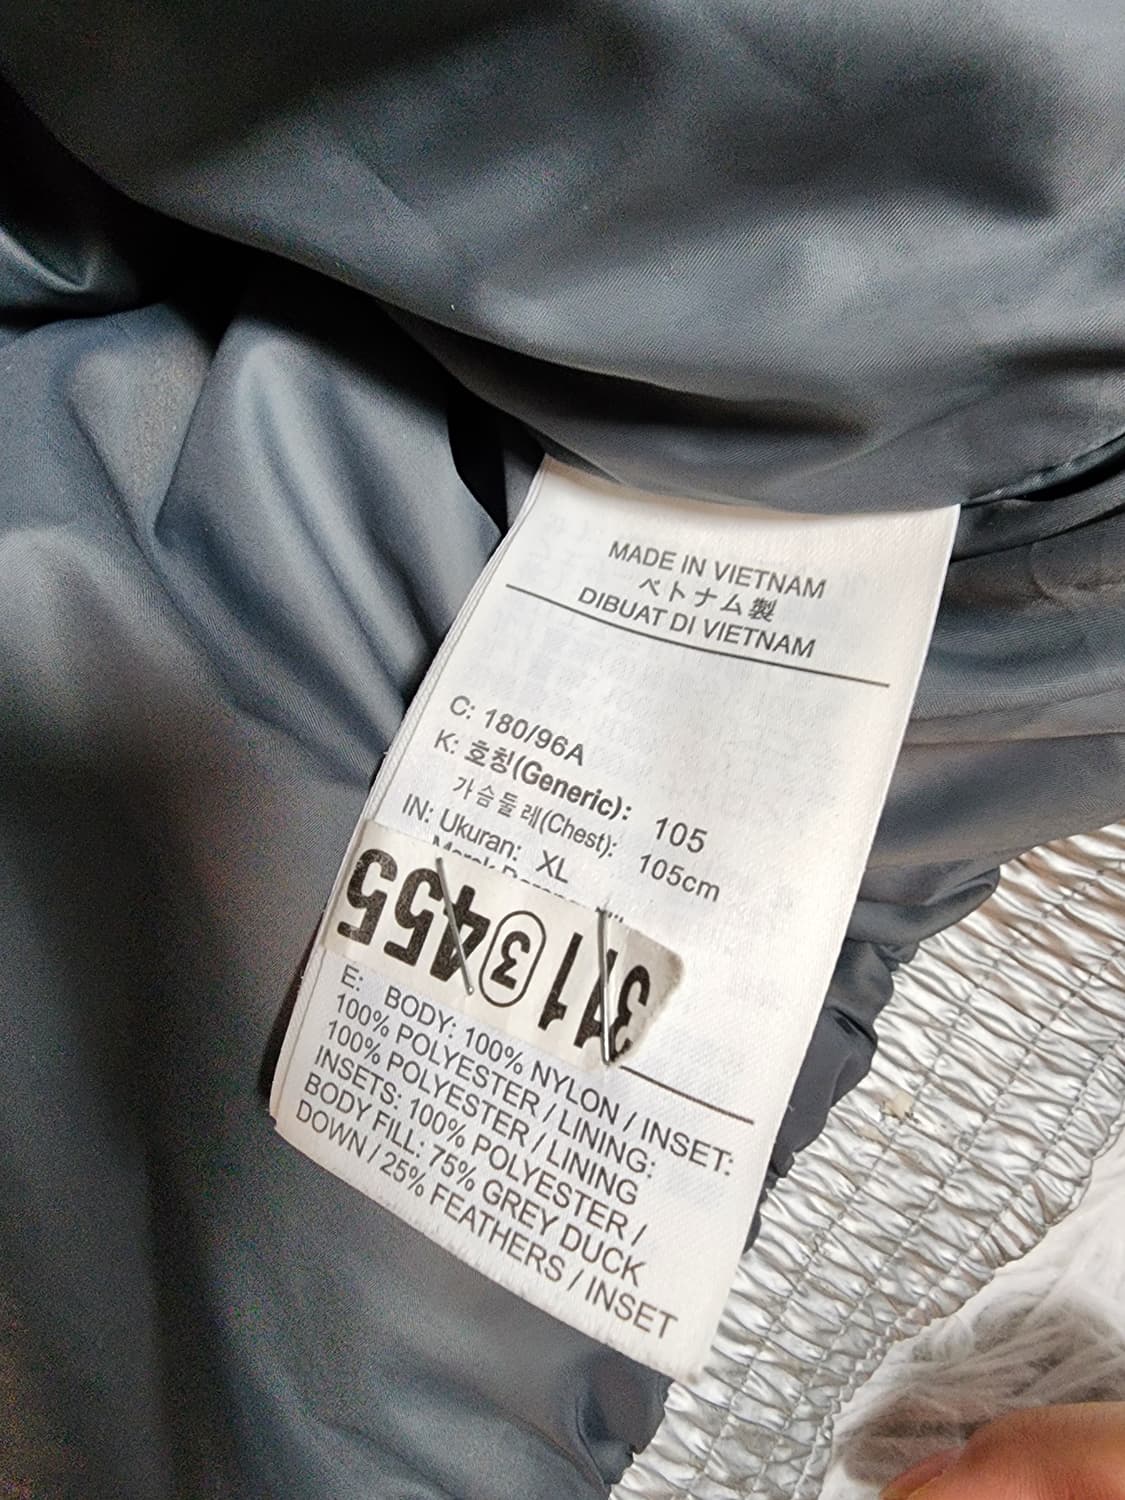 MADE IN VIETNAM
ベトナム製
DIBUAT DI VIETNAM
C: 180/96A
K: 호칭(Generic): 105
가슴둘레(Chest): 105cm
IN: Ukuran: XL
311③455
E: BODY: 100% NYLON / INSET:
100% POLYESTER / LINING:
100% POLYESTER / LINING
INSETS: 100% POLYESTER /
BODY FILL: 75% GREY DUCK
DOWN / 25% FEATHERS / INSET